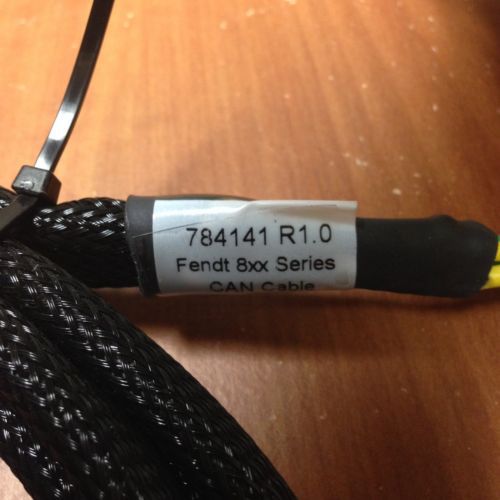 784141 R1.0
Fendt 8xx Series
CAN Cable